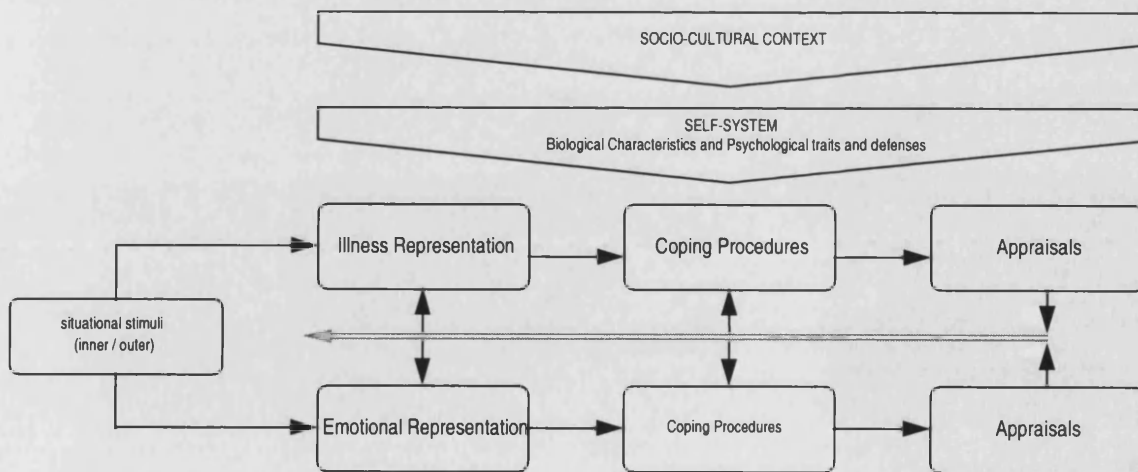 SOCIO-CULTURAL CONTEXT
SELF-SYSTEM
Biological Characteristics and Psychological traits and defenses
Illness Representation
Coping Procedures
Appraisals
situational stimuli
(inner / outer)
Emotional Representation
Coping Procedures
Appraisals